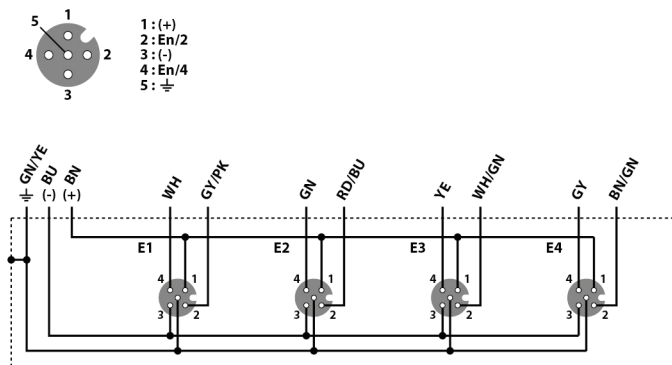 1
5
4
2
3
1 : (+)
2 : En/2
3 : (-)
4 : En/4
5 : ⏚
GN/YE
BU
(-)
BN
(+)
WH
GY/PK
GN
RD/BU
YE
WH/GN
GY
BN/GN
E1
E2
E3
E4
4 1 4 1 4 1 4 1
3 2 3 2 3 2 3 2